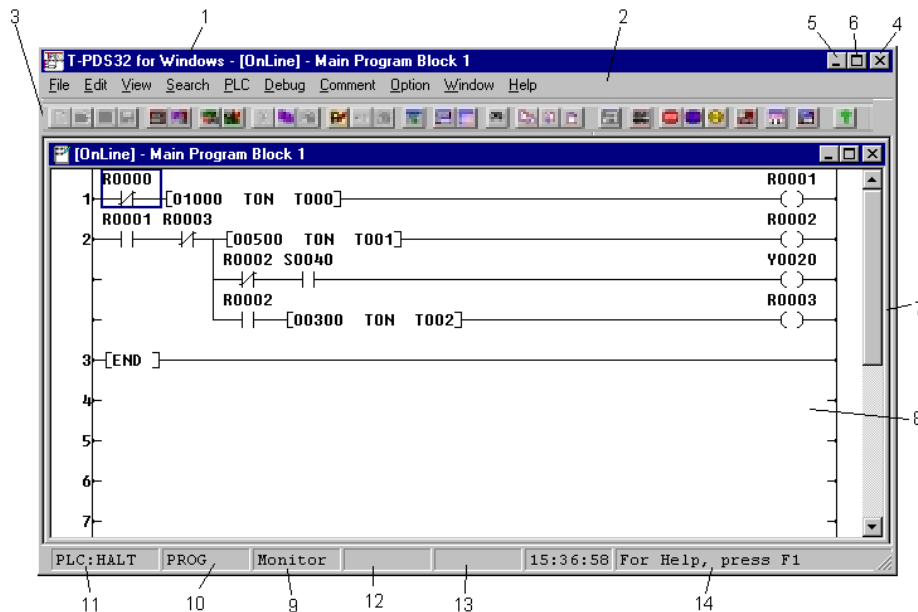 1 2 3 4 5 6
T-PDS32 for Windows - [OnLine] - Main Program Block 1
File Edit View Search PLC Debug Comment Option Window Help
[OnLine] - Main Program Block 1
R0000 R0001
1 [01000 TON T000] ( )
R0001 R0003 R0002
2 [00500 TON T001] ( )
R0002 S0040 Y0020
R0002 R0003
[00300 TON T002] ( )
7
3 [END ]
4
8
5
6
7
PLC:HALT PROG Monitor 15:36:58 For Help, press F1
11 10 9 12 13 14